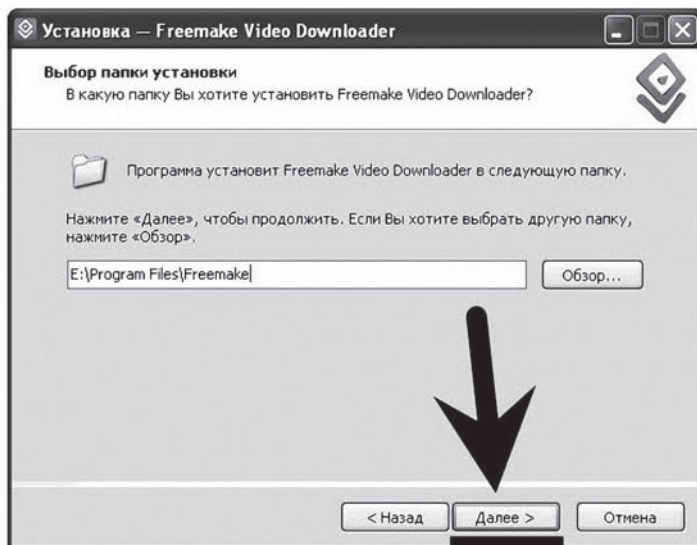 Установка — Freemake Video Downloader
Выбор папки установки
В какую папку Вы хотите установить Freemake Video Downloader?
Программа установит Freemake Video Downloader в следующую папку.
Нажмите «Далее», чтобы продолжить. Если Вы хотите выбрать другую папку,
нажмите «Обзор».
E:\Program Files\Freemake
Обзор...
< Назад
Далее >
Отмена